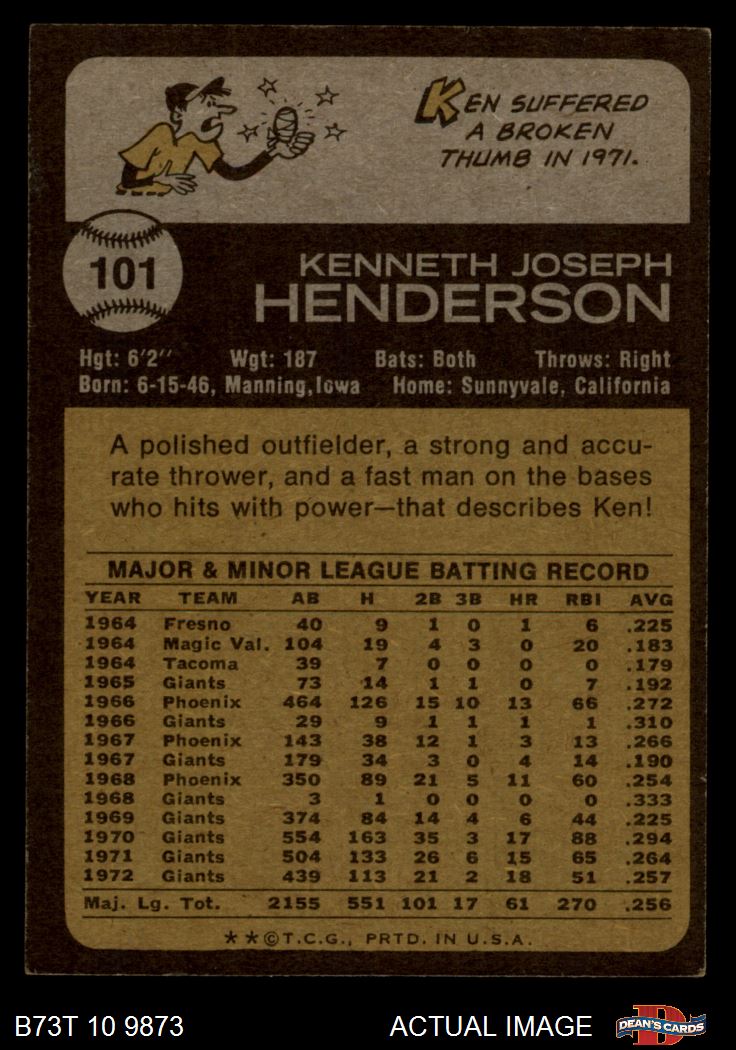 KEN SUFFERED
A BROKEN
THUMB IN 1971.
101
KENNETH JOSEPH
HENDERSON
Hgt: 6'2" Wgt: 187 Bats: Both Throws: Right
Born: 6-15-46, Manning, Iowa Home: Sunnyvale, California
A polished outfielder, a strong and accu-
rate thrower, and a fast man on the bases
who hits with power—that describes Ken!
MAJOR & MINOR LEAGUE BATTING RECORD
YEAR TEAM AB H 2B 3B HR RBI AVG
1964 Fresno 40 9 1 0 1 6 .225
1964 Magic Val. 104 19 4 3 0 20 .183
1964 Tacoma 39 7 0 0 0 0 .179
1965 Giants 73 14 1 1 0 7 .192
1966 Phoenix 464 126 15 10 13 66 .272
1966 Giants 29 9 1 1 1 1 .310
1967 Phoenix 143 38 12 1 3 13 .266
1967 Giants 179 34 3 0 4 14 .190
1968 Phoenix 350 89 21 5 11 60 .254
1968 Giants 3 1 0 0 0 0 .333
1969 Giants 374 84 14 4 6 44 .225
1970 Giants 554 163 35 3 17 88 .294
1971 Giants 504 133 26 6 15 65 .264
1972 Giants 439 113 21 2 18 51 .257
Maj. Lg. Tot. 2155 551 101 17 61 270 .256
★★©T.C.G., PRTD. IN U.S.A.
B73T 10 9873 ACTUAL IMAGE D DEAN'S CARDS